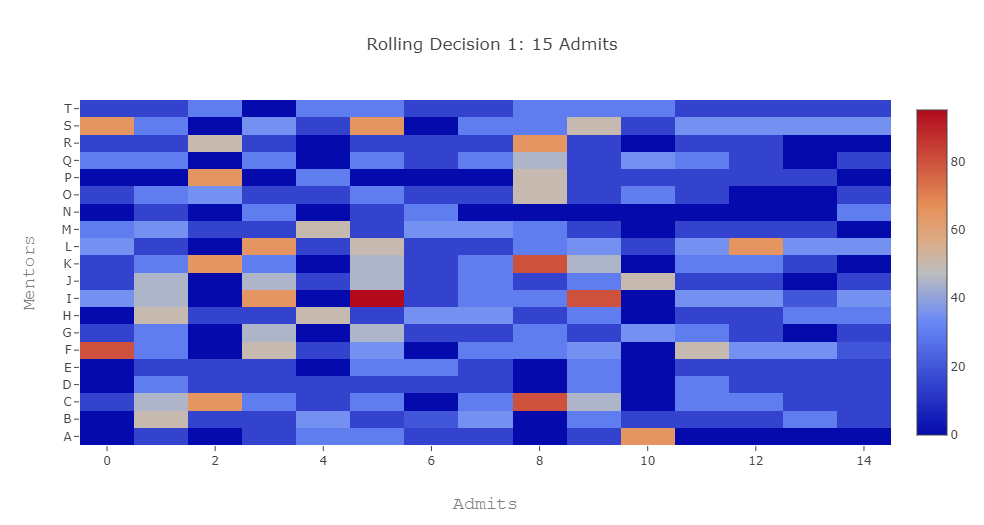 Rolling Decision 1: 15 Admits
T
S
R
Q
P
O
N
M
L
K
J
I
H
G
F
E
D
C
B
A
Mentors
0 2 4 6 8 10 12 14
Admits
80
60
40
20
0